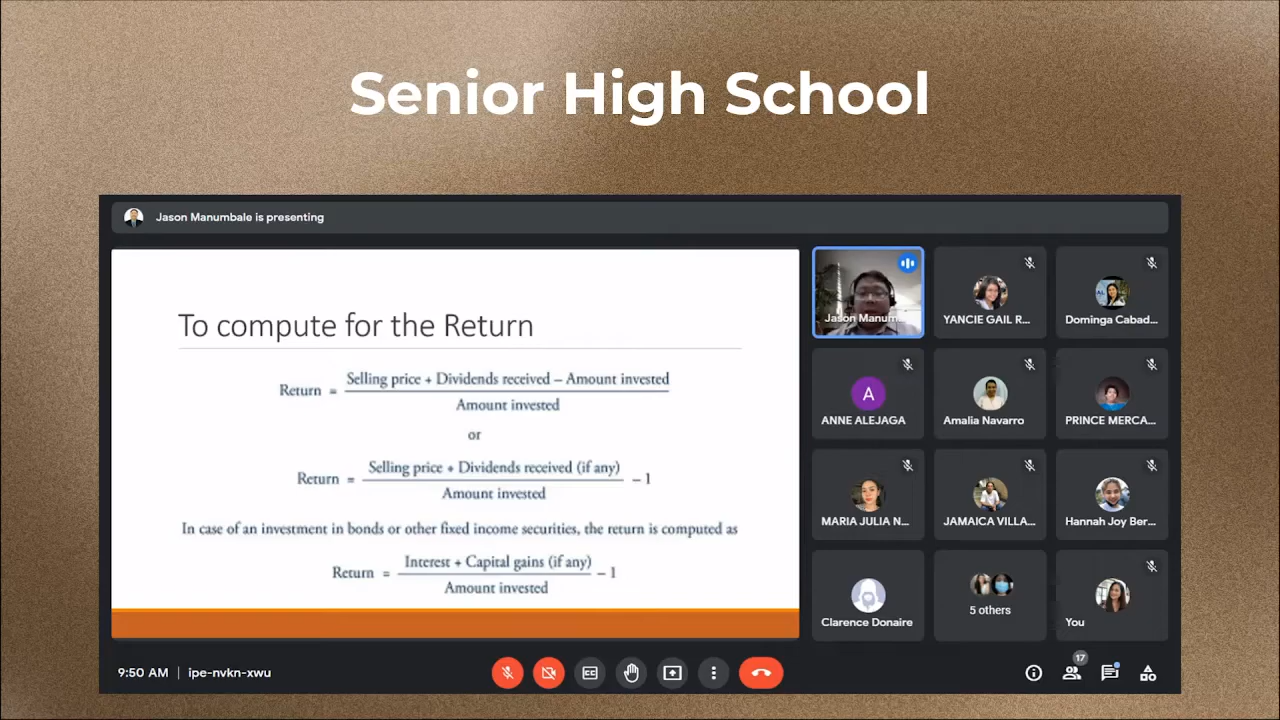 Senior High School
Jason Manumbale is presenting
To compute for the Return
Return = Selling price + Dividends received – Amount invested
Amount invested
or
Return = Selling price + Dividends received (if any) – 1
Amount invested
In case of an investment in bonds or other fixed income securities, the return is computed as
Return = Interest + Capital gains (if any) – 1
Amount invested
Jason Manum...
YANCIE GAIL R...
Dominga Cabad...
A
ANNE ALEJAGA
Amalia Navarro
PRINCE MERCA...
MARIA JULIA N...
JAMAICA VILLA...
Hannah Joy Ber...
Clarence Donaire
5 others
You
9:50 AM | ipe-nvkn-xwu
17